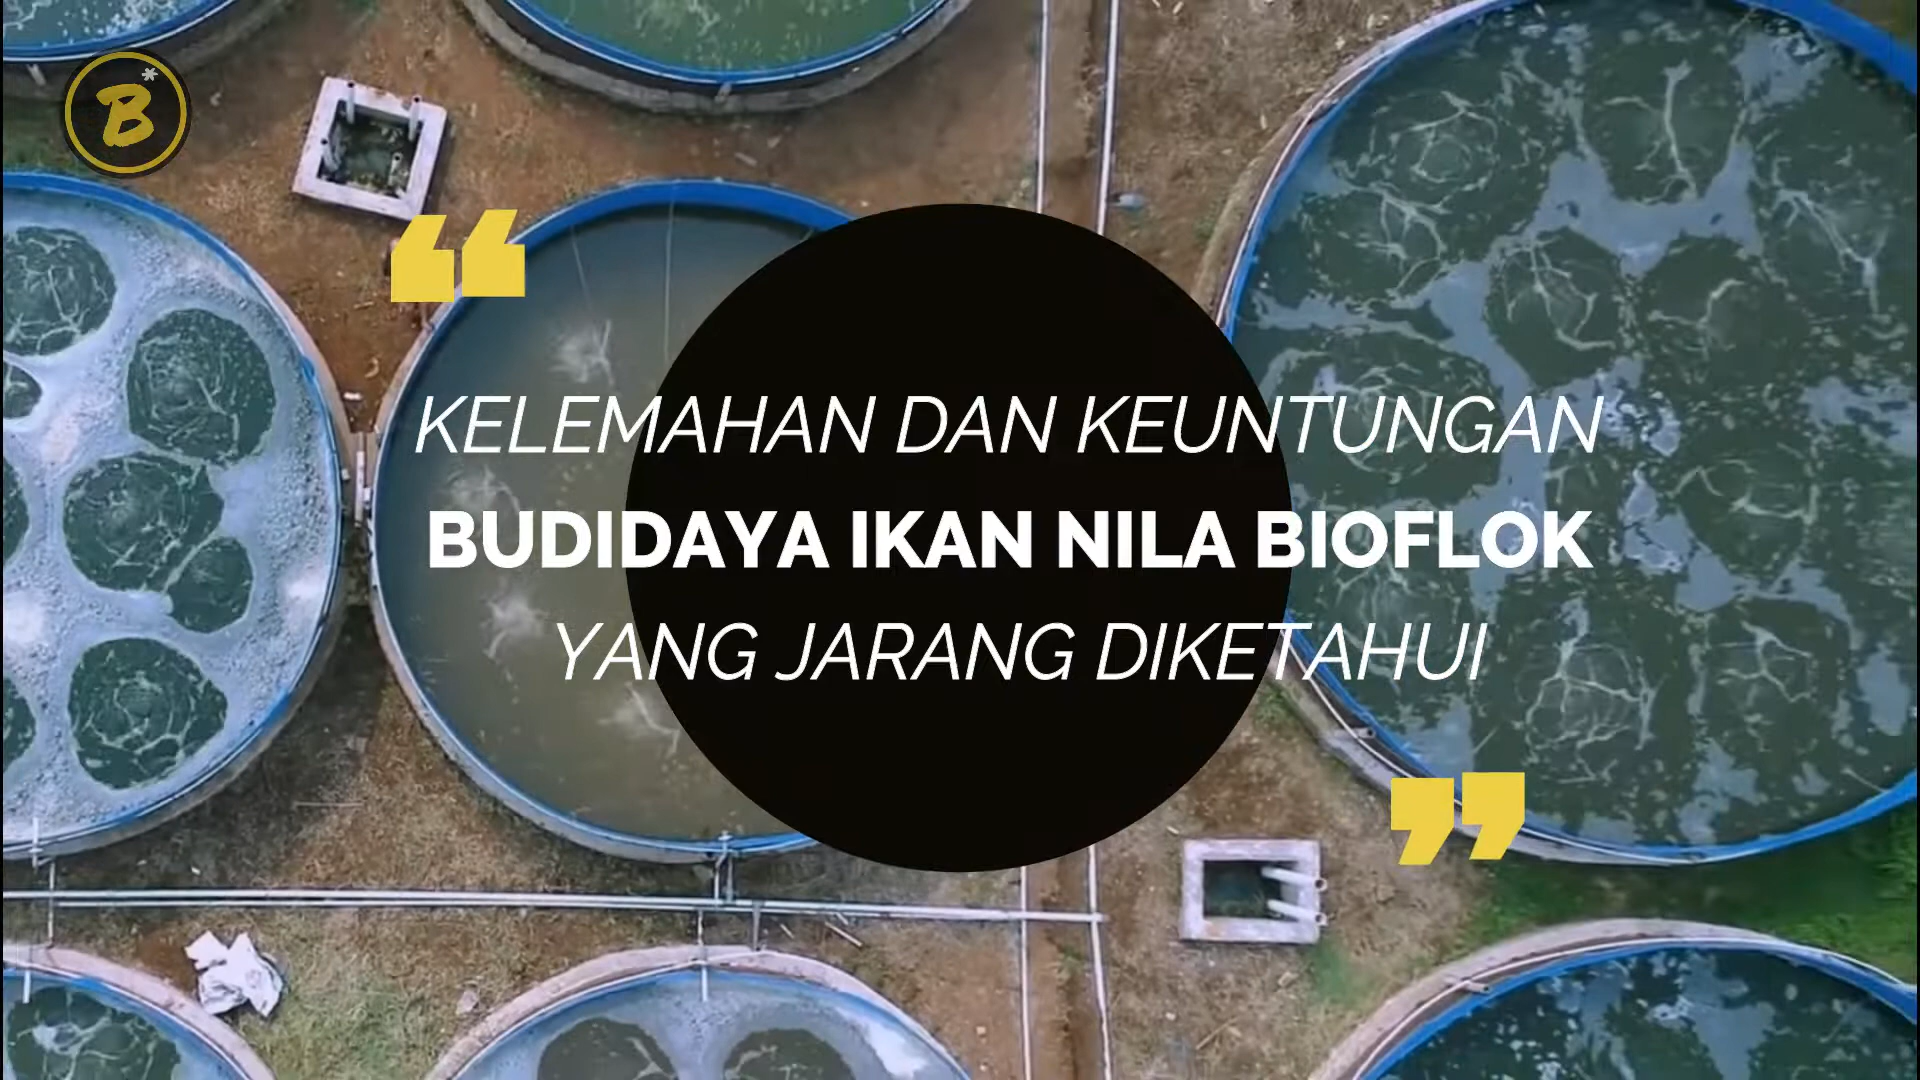 B
KELEMAHAN DAN KEUNTUNGAN
BUDIDAYA IKAN NILA BIOFLOK
YANG JARANG DIKETAHUI